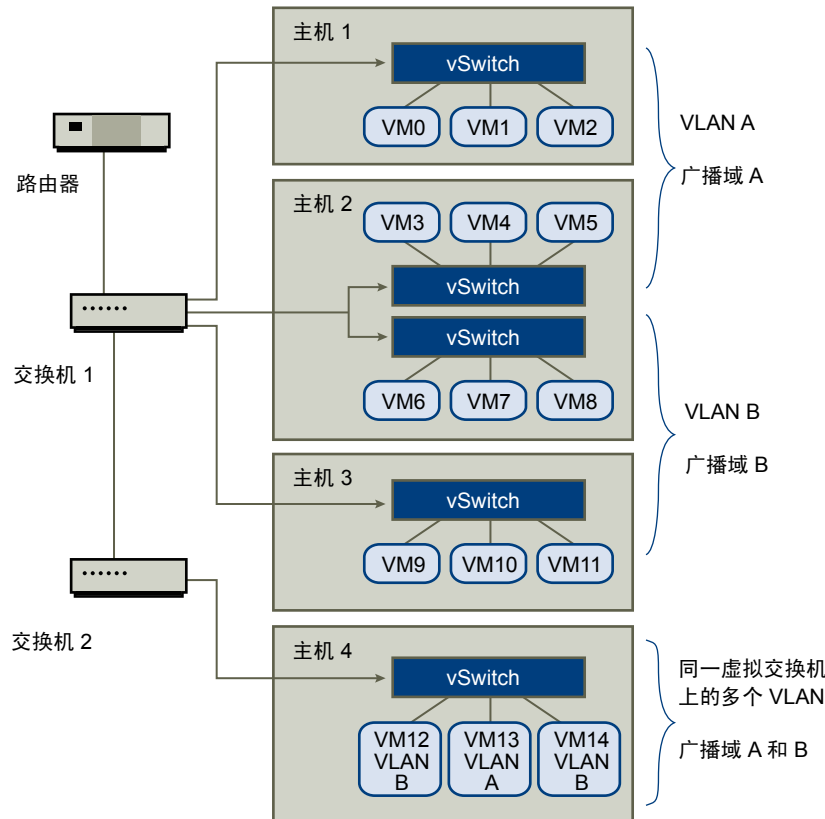 主机 1
vSwitch
VM0
VM1
VM2
VLAN A
广播域 A
路由器
主机 2
VM3
VM4
VM5
vSwitch
vSwitch
VM6
VM7
VM8
交换机 1
VLAN B
广播域 B
主机 3
vSwitch
VM9
VM10
VM11
交换机 2
主机 4
vSwitch
VM12
VLAN
B
VM13
VLAN
A
VM14
VLAN
B
同一虚拟交换机
上的多个 VLAN
广播域 A 和 B